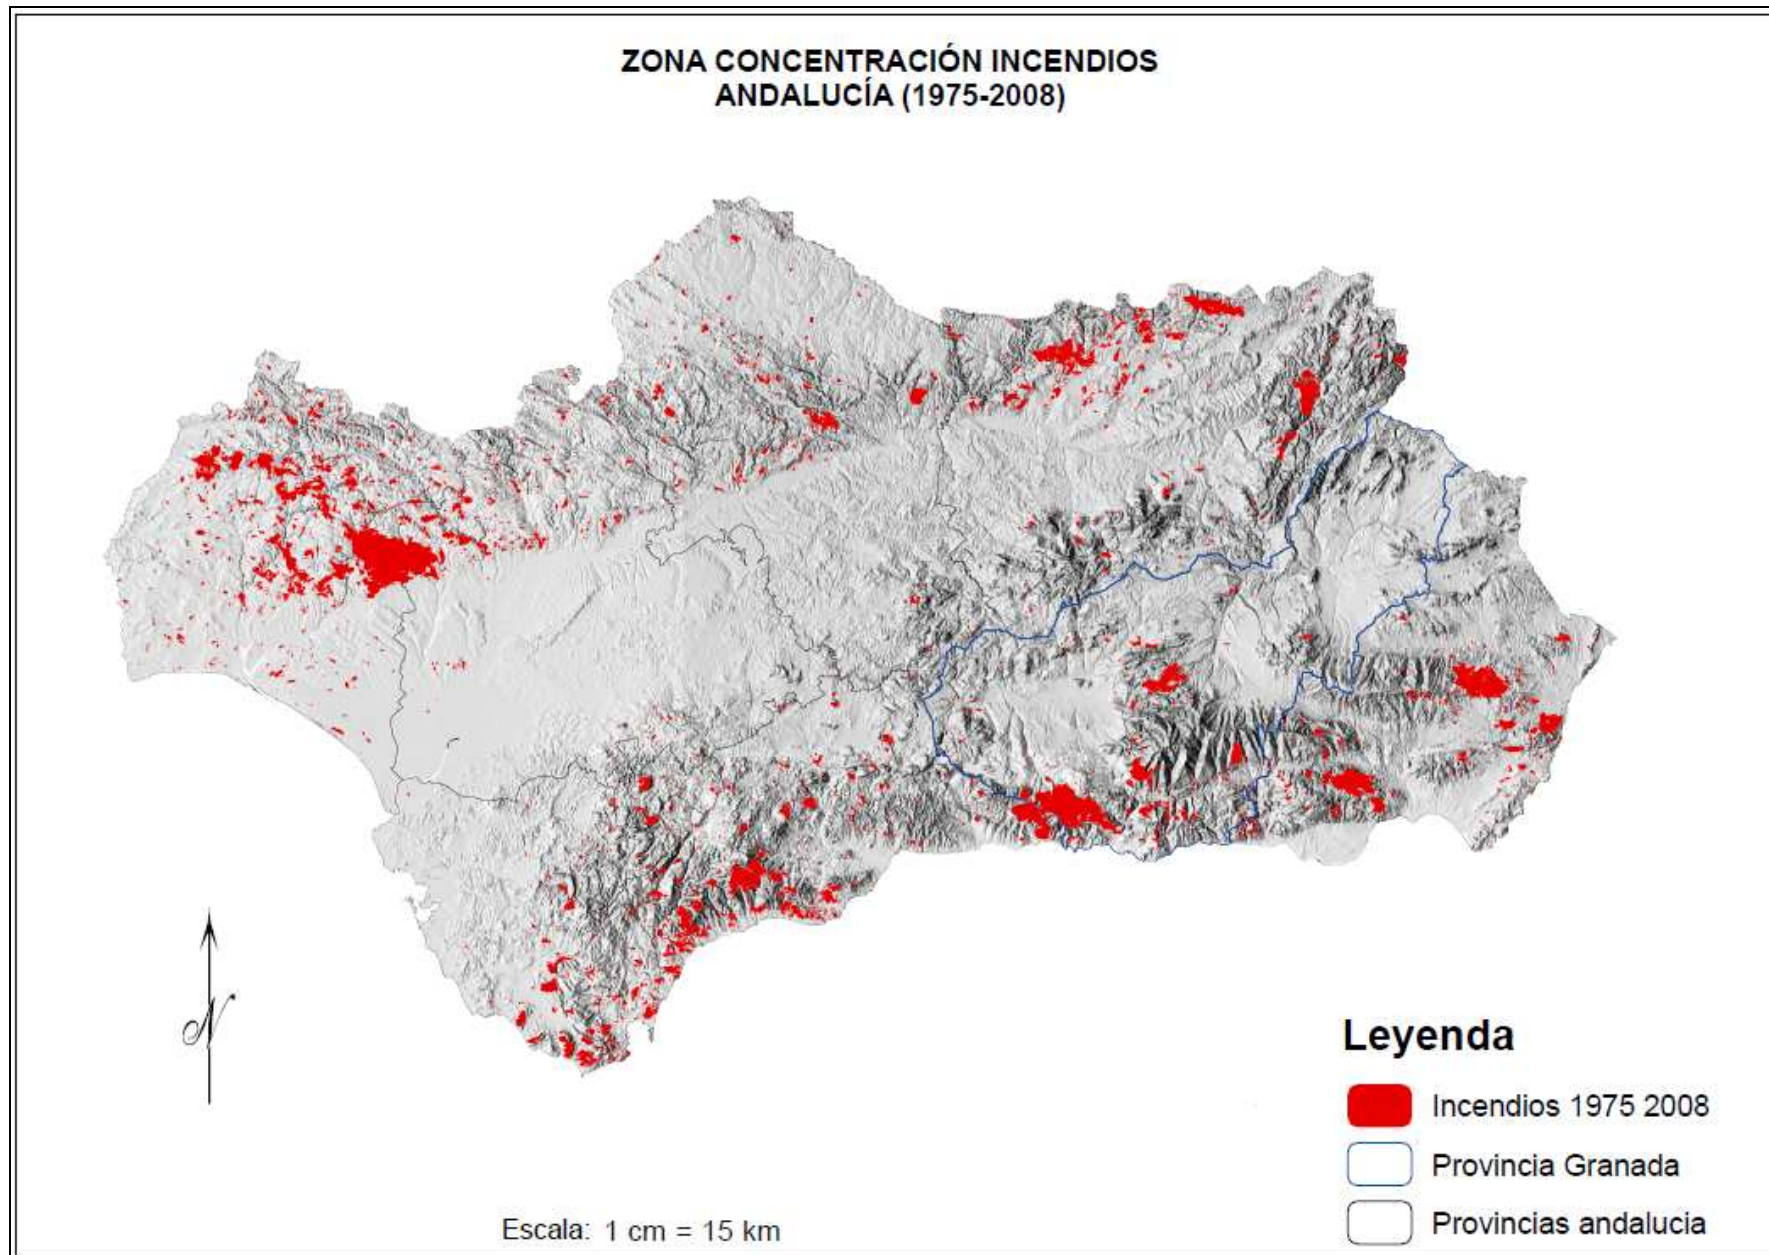 ZONA CONCENTRACIÓN INCENDIOS
ANDALUCÍA (1975-2008)
N
Leyenda
Incendios 1975 2008
Provincia Granada
Provincias andalucia
Escala: 1 cm = 15 km